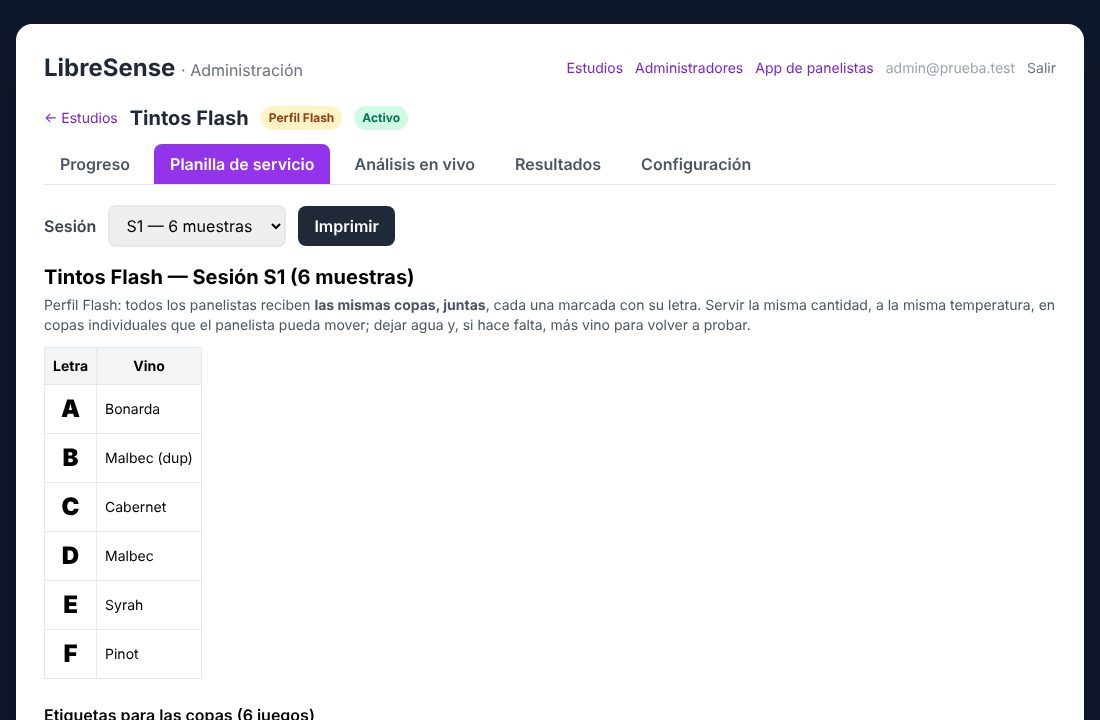 LibreSense · Administración
Estudios Administradores App de panelistas admin@prueba.test Salir
← Estudios Tintos Flash Perfil Flash Activo
Progreso Planilla de servicio Análisis en vivo Resultados Configuración
Sesión S1 — 6 muestras Imprimir
Tintos Flash — Sesión S1 (6 muestras)
Perfil Flash: todos los panelistas reciben las mismas copas, juntas, cada una marcada con su letra. Servir la misma cantidad, a la misma temperatura, en
copas individuales que el panelista pueda mover; dejar agua y, si hace falta, más vino para volver a probar.
Letra Vino
A Bonarda
B Malbec (dup)
C Cabernet
D Malbec
E Syrah
F Pinot
Etiquetas para las copas (6 juegos)